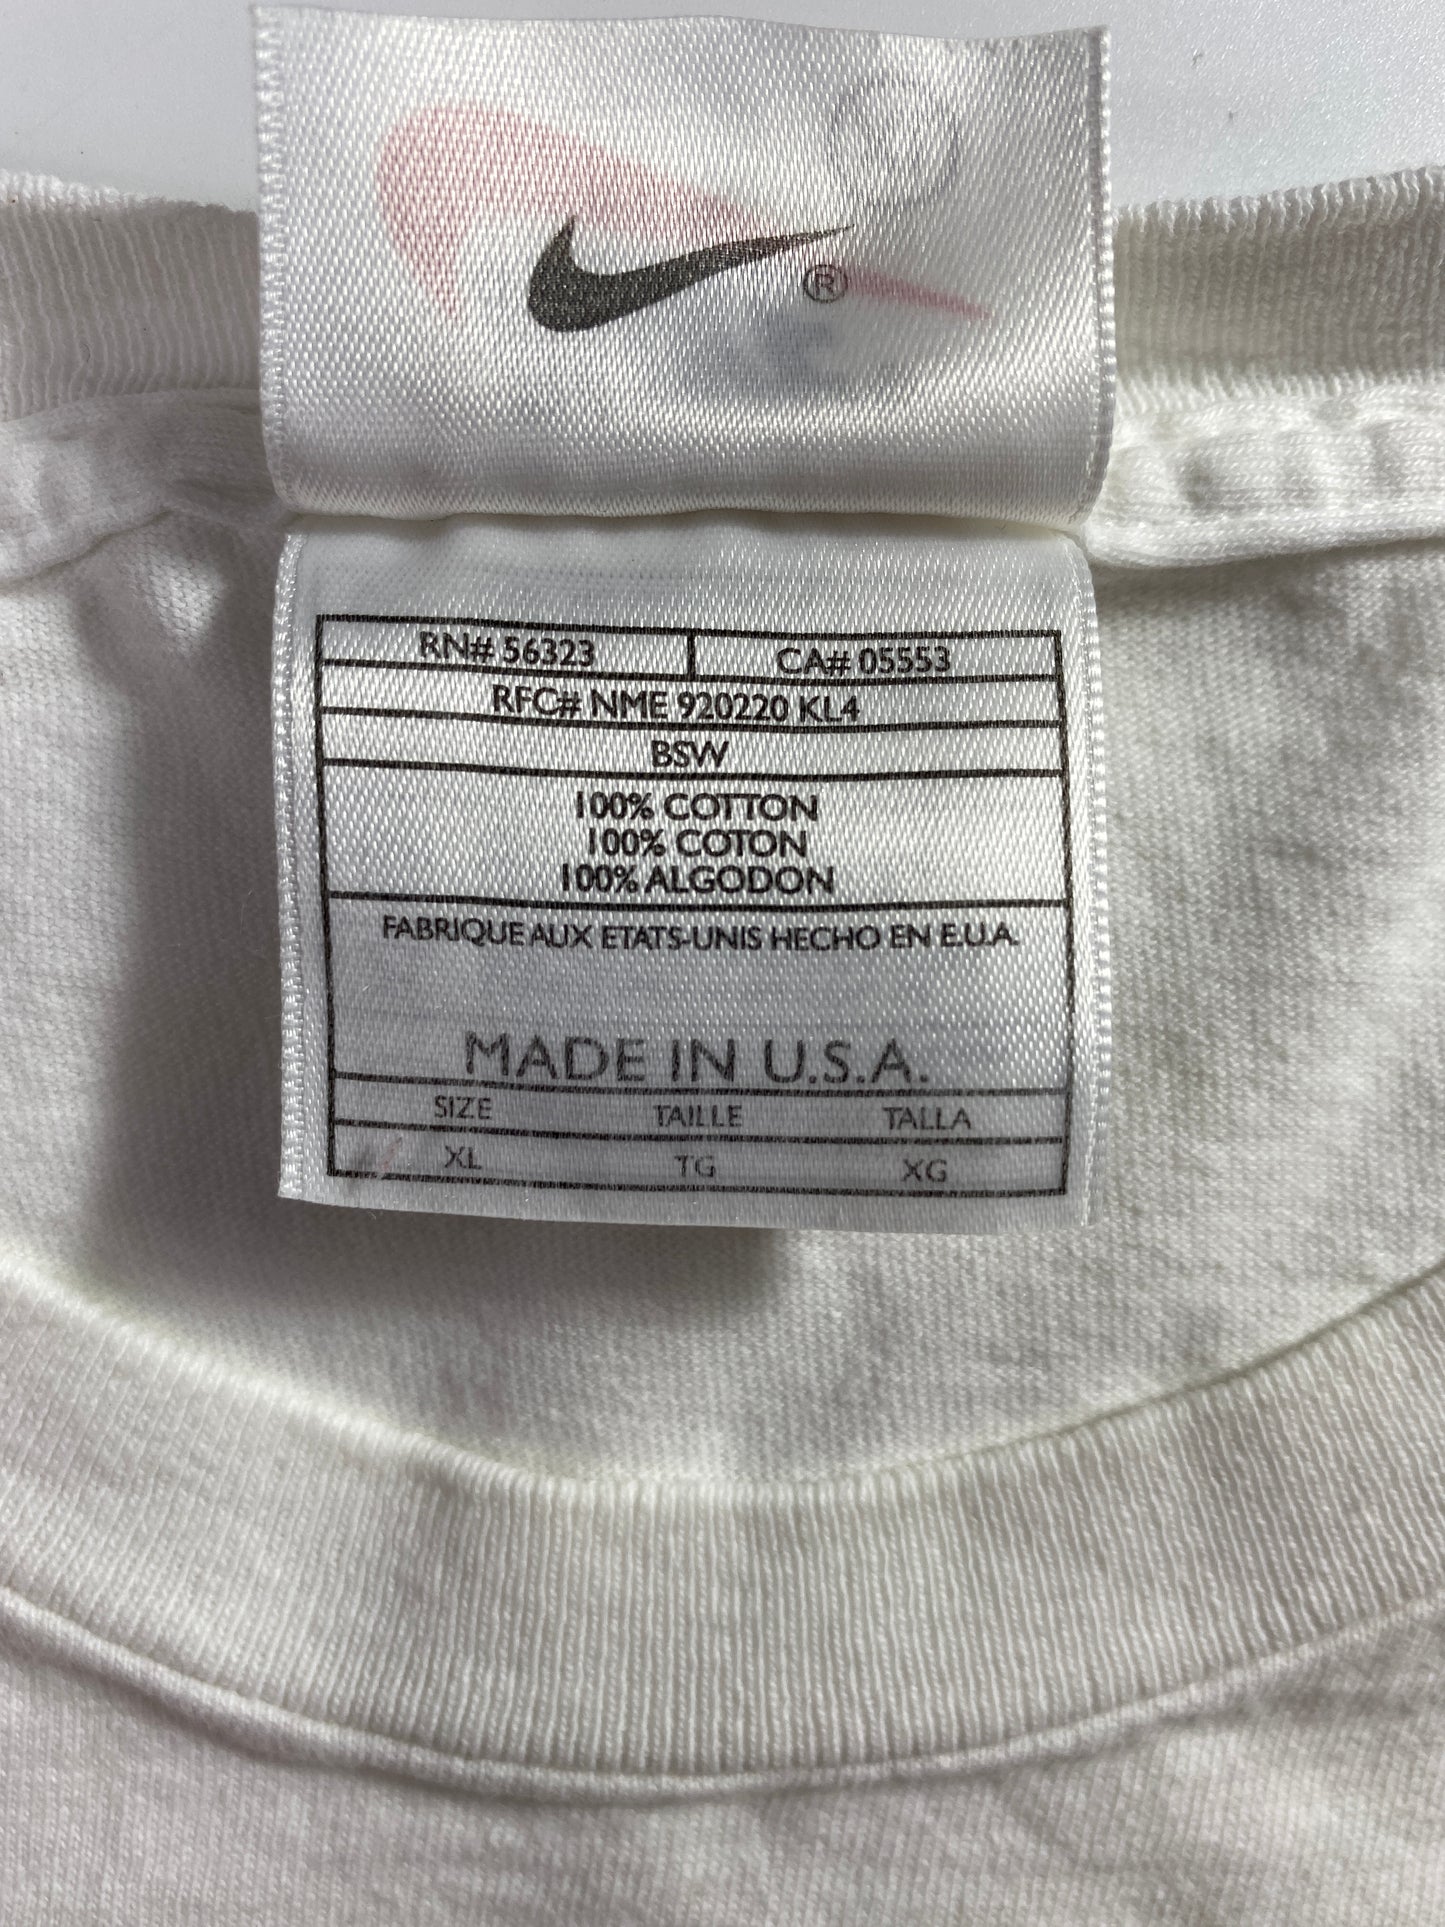 ®
RN# 56323 CA# 05553
RFC# NME 920220 KL4
BSW
100% COTTON
100% COTON
100% ALGODON
FABRIQUE AUX ETATS-UNIS HECHO EN E.U.A.
MADE IN U.S.A.
SIZE TAILLE TALLA
XL TG XG